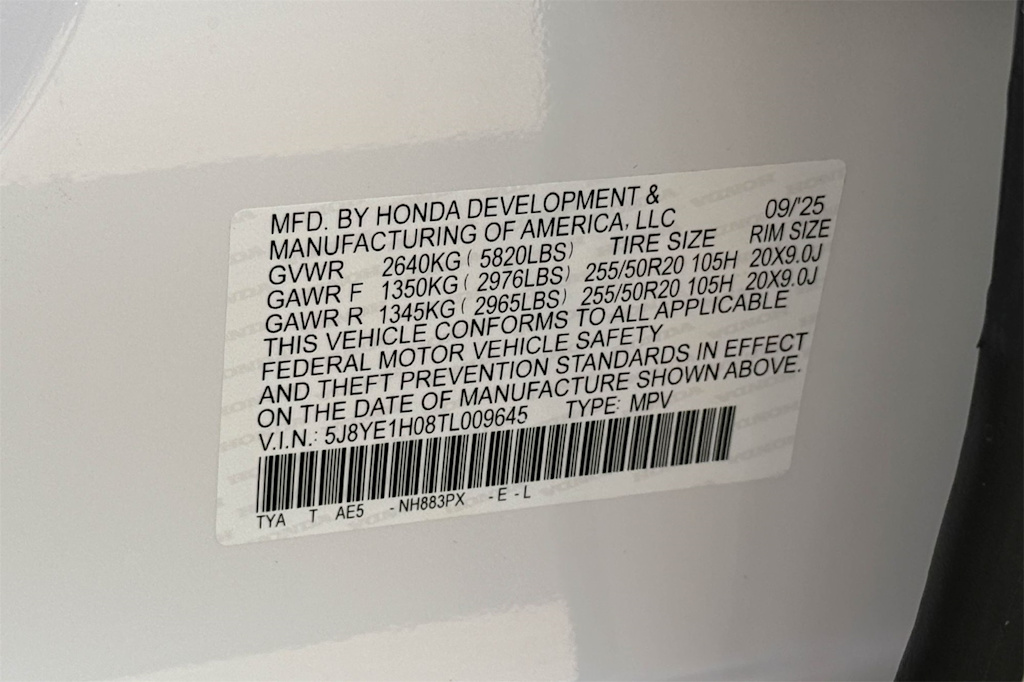 MFD. BY HONDA DEVELOPMENT &
MANUFACTURING OF AMERICA, LLC 09/'25
GVWR 2640KG ( 5820LBS) TIRE SIZE RIM SIZE
GAWR F 1350KG ( 2976LBS) 255/50R20 105H 20X9.0J
GAWR R 1345KG ( 2965LBS) 255/50R20 105H 20X9.0J
THIS VEHICLE CONFORMS TO ALL APPLICABLE
FEDERAL MOTOR VEHICLE SAFETY
AND THEFT PREVENTION STANDARDS IN EFFECT
ON THE DATE OF MANUFACTURE SHOWN ABOVE.
V.I.N.: 5J8YE1H08TL009645 TYPE: MPV
TYA T AE5 - NH883PX - E - L